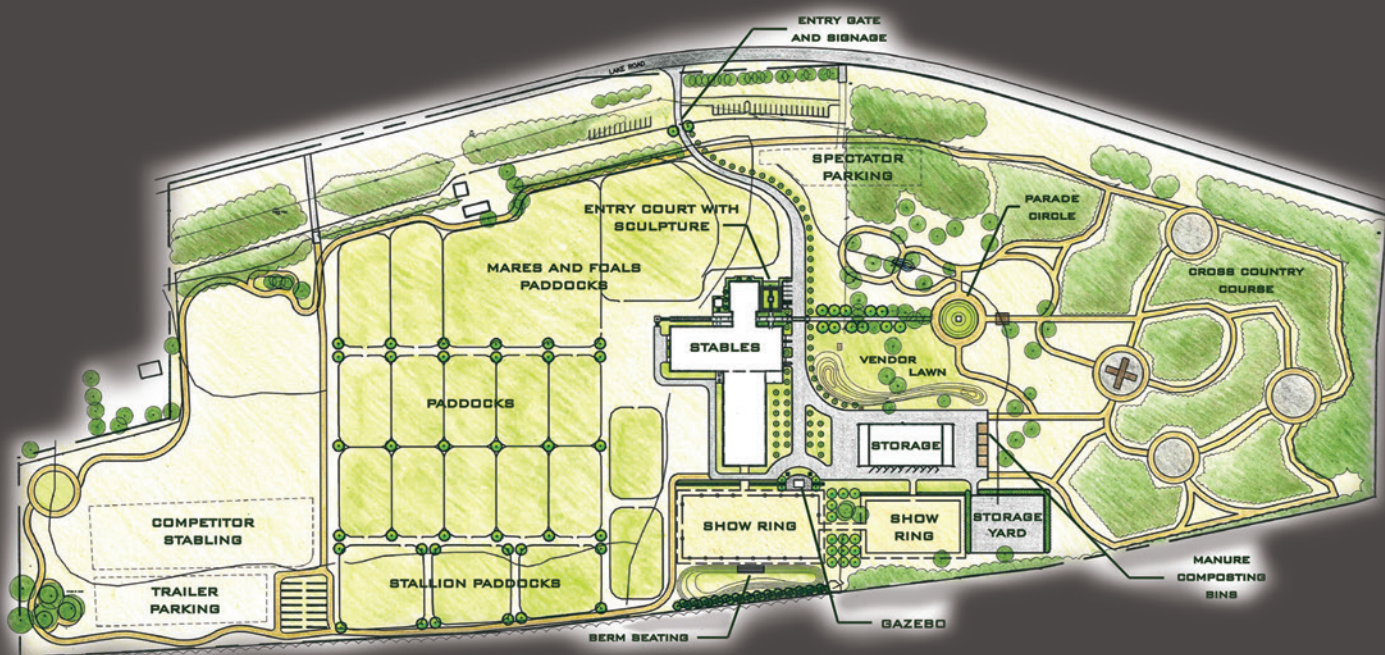 ENTRY GATE
AND SIGNAGE
LAKE ROAD
SPECTATOR
PARKING
PARADE
CIRCLE
ENTRY COURT WITH
SCULPTURE
MARES AND FOALS
PADDOCKS
CROSS COUNTRY
COURSE
STABLES
VENDOR
LAWN
PADDOCKS
STORAGE
COMPETITOR
STABLING
SHOW RING
SHOW
RING
STORAGE
YARD
STALLION PADDOCKS
TRAILER
PARKING
MANURE
COMPOSTING
BINS
GAZEBO
BERM SEATING